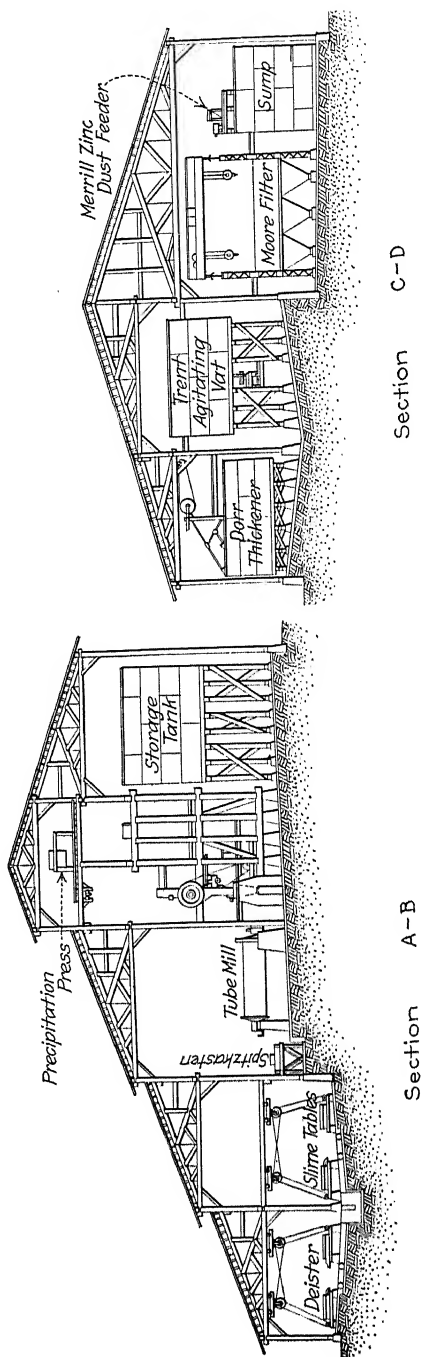 Precipitation
Press
Storage
Tank
Tube Mill
Spitzkasten
Deister Slime Tables
Section A-B
Merrill Zinc
Dust Feeder
Trent
Agitating
Vat
Dorr
Thickener
Moore Filter
Sump
Section C-D